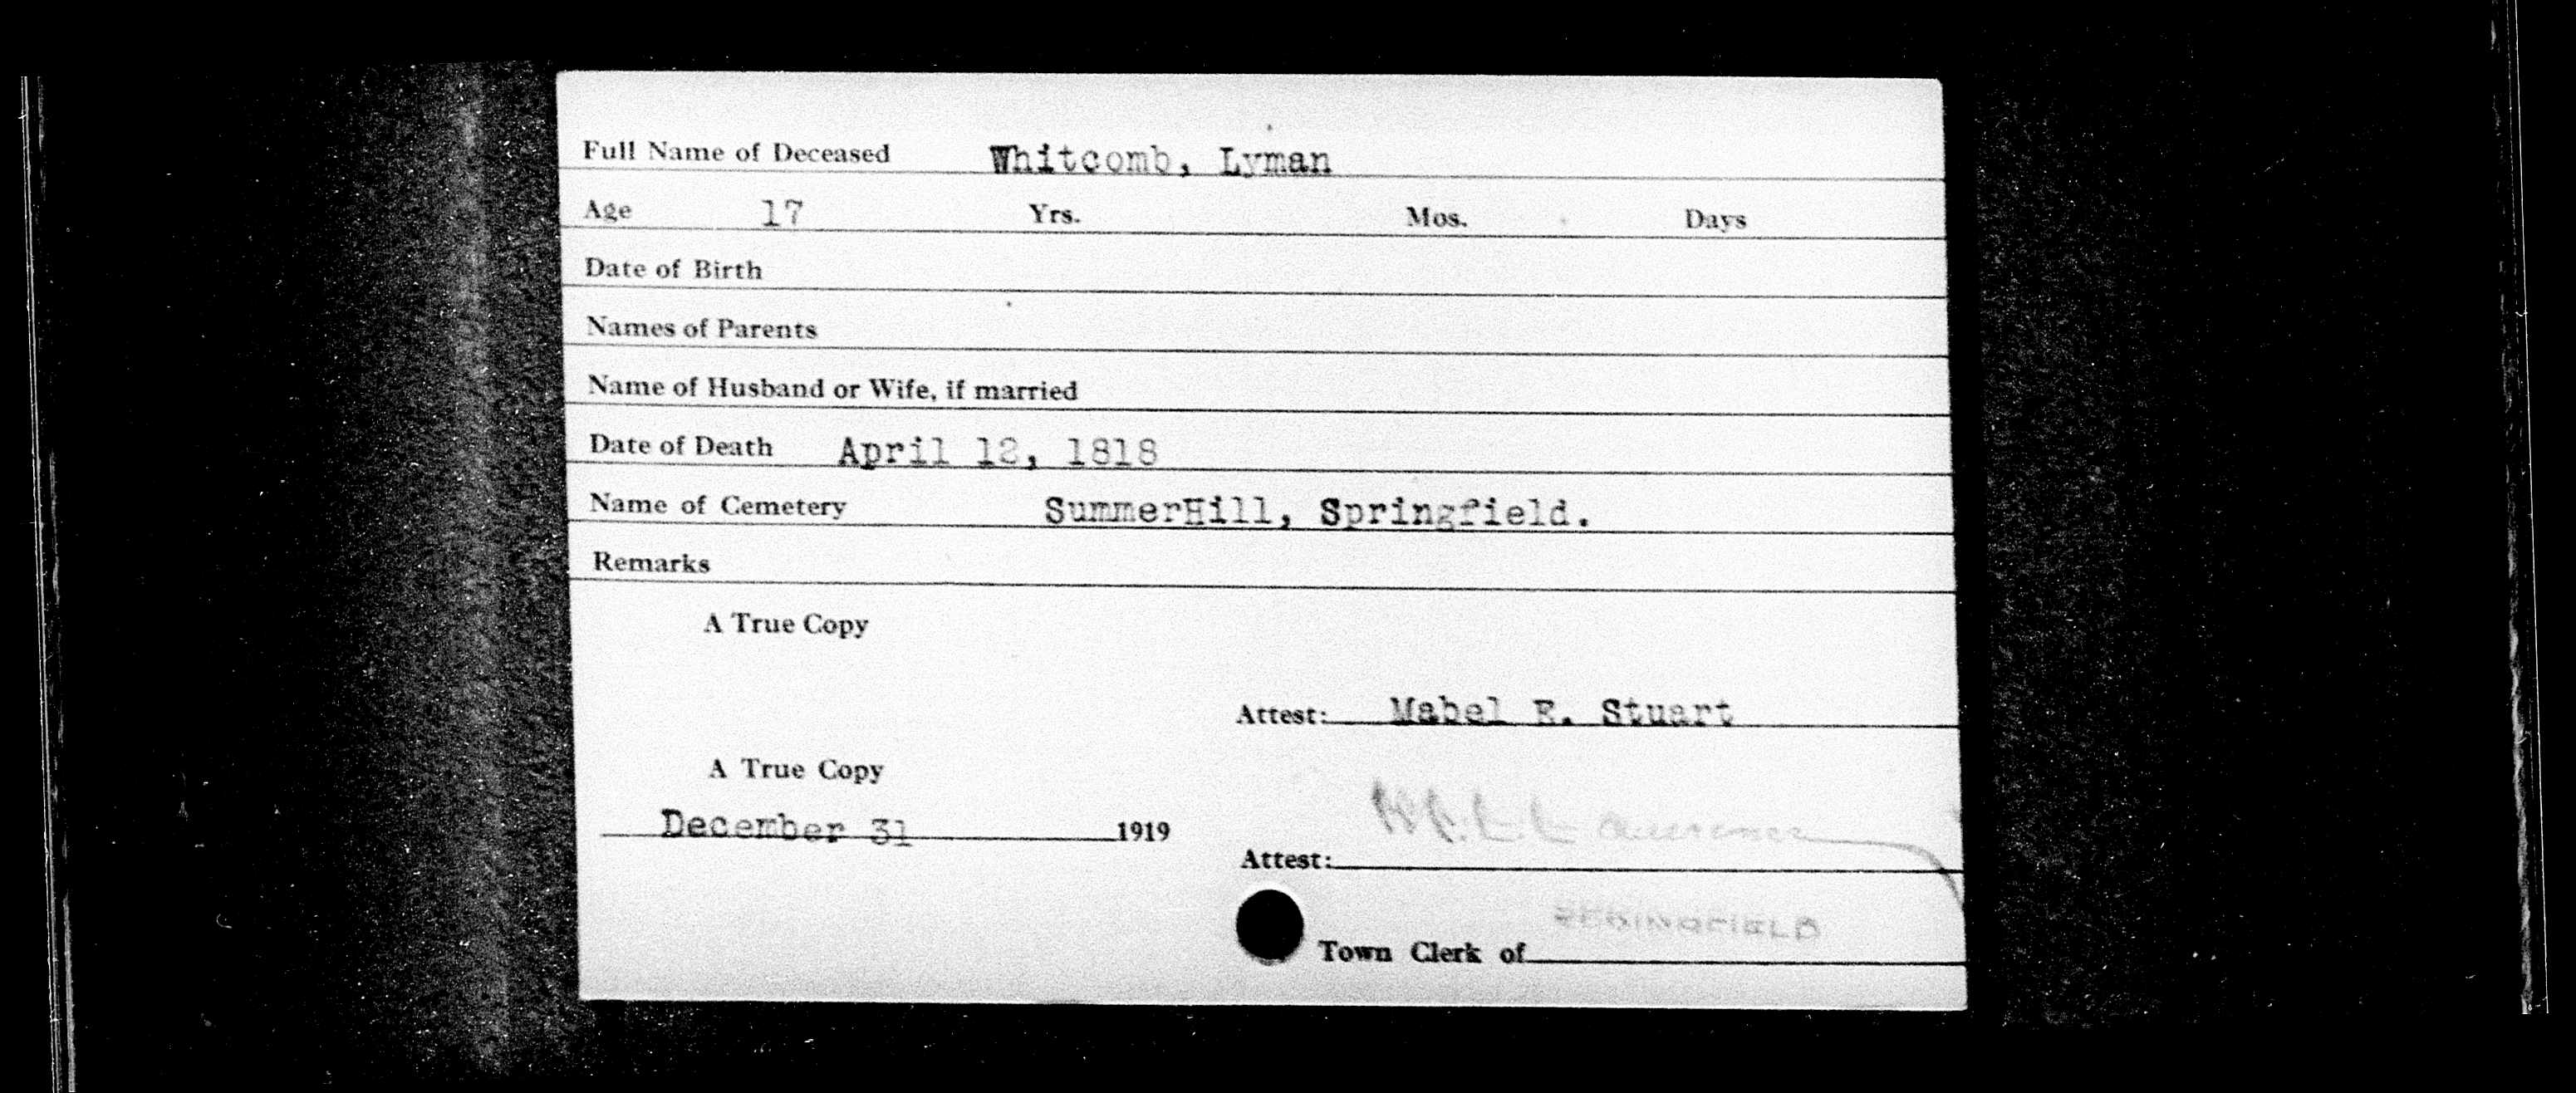 Full Name of Deceased Whitcomb, Lyman
Age 17 Yrs. Mos. Days
Date of Birth
Names of Parents
Name of Husband or Wife, if married
Date of Death April 12, 1818
Name of Cemetery SummerHill, Springfield.
Remarks
A True Copy
Attest: Mabel E. Stuart
A True Copy
December 31 1919
Attest:
SPRINGFIELD
Town Clerk of